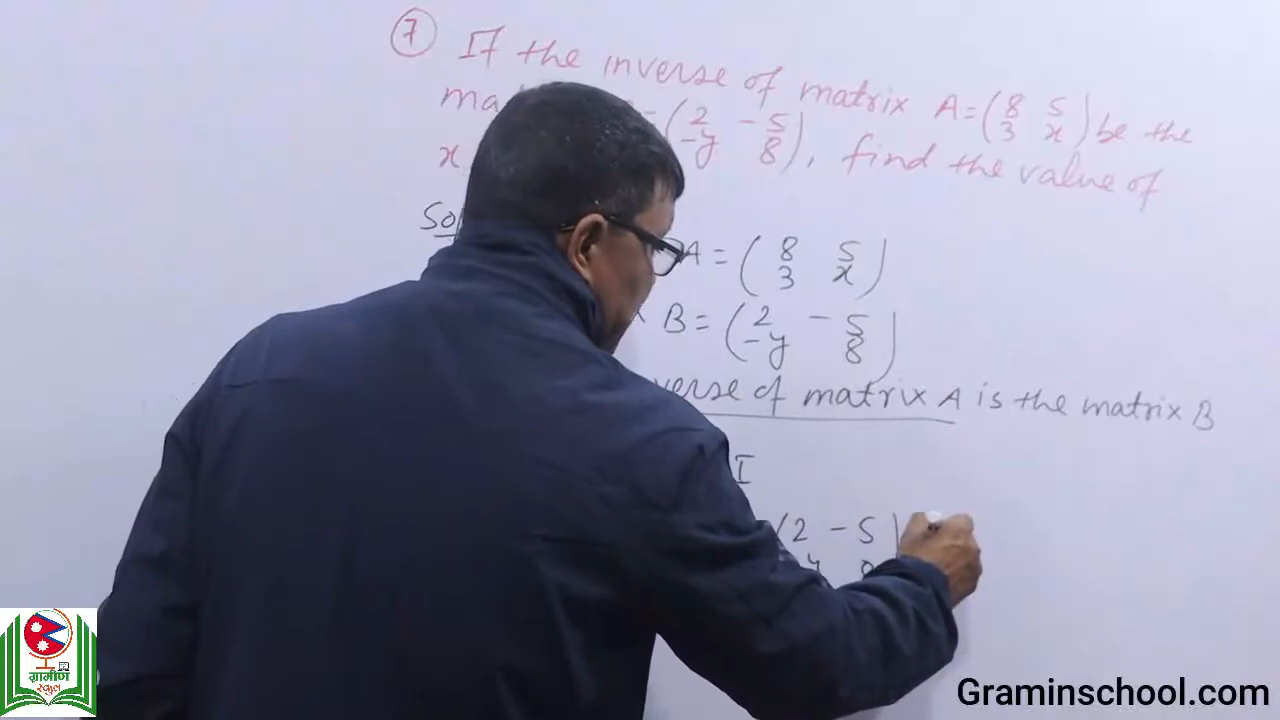 7 If the inverse of matrix A = (8 5 be the
3 x)
= (2 -5
-y 8), find the value of
x
A = (8 5
3 x)
B = (2 -5
-y 8)
of matrix A is the matrix B
I
(2 -5
ग्रामीण
स्कूल
Graminschool.com